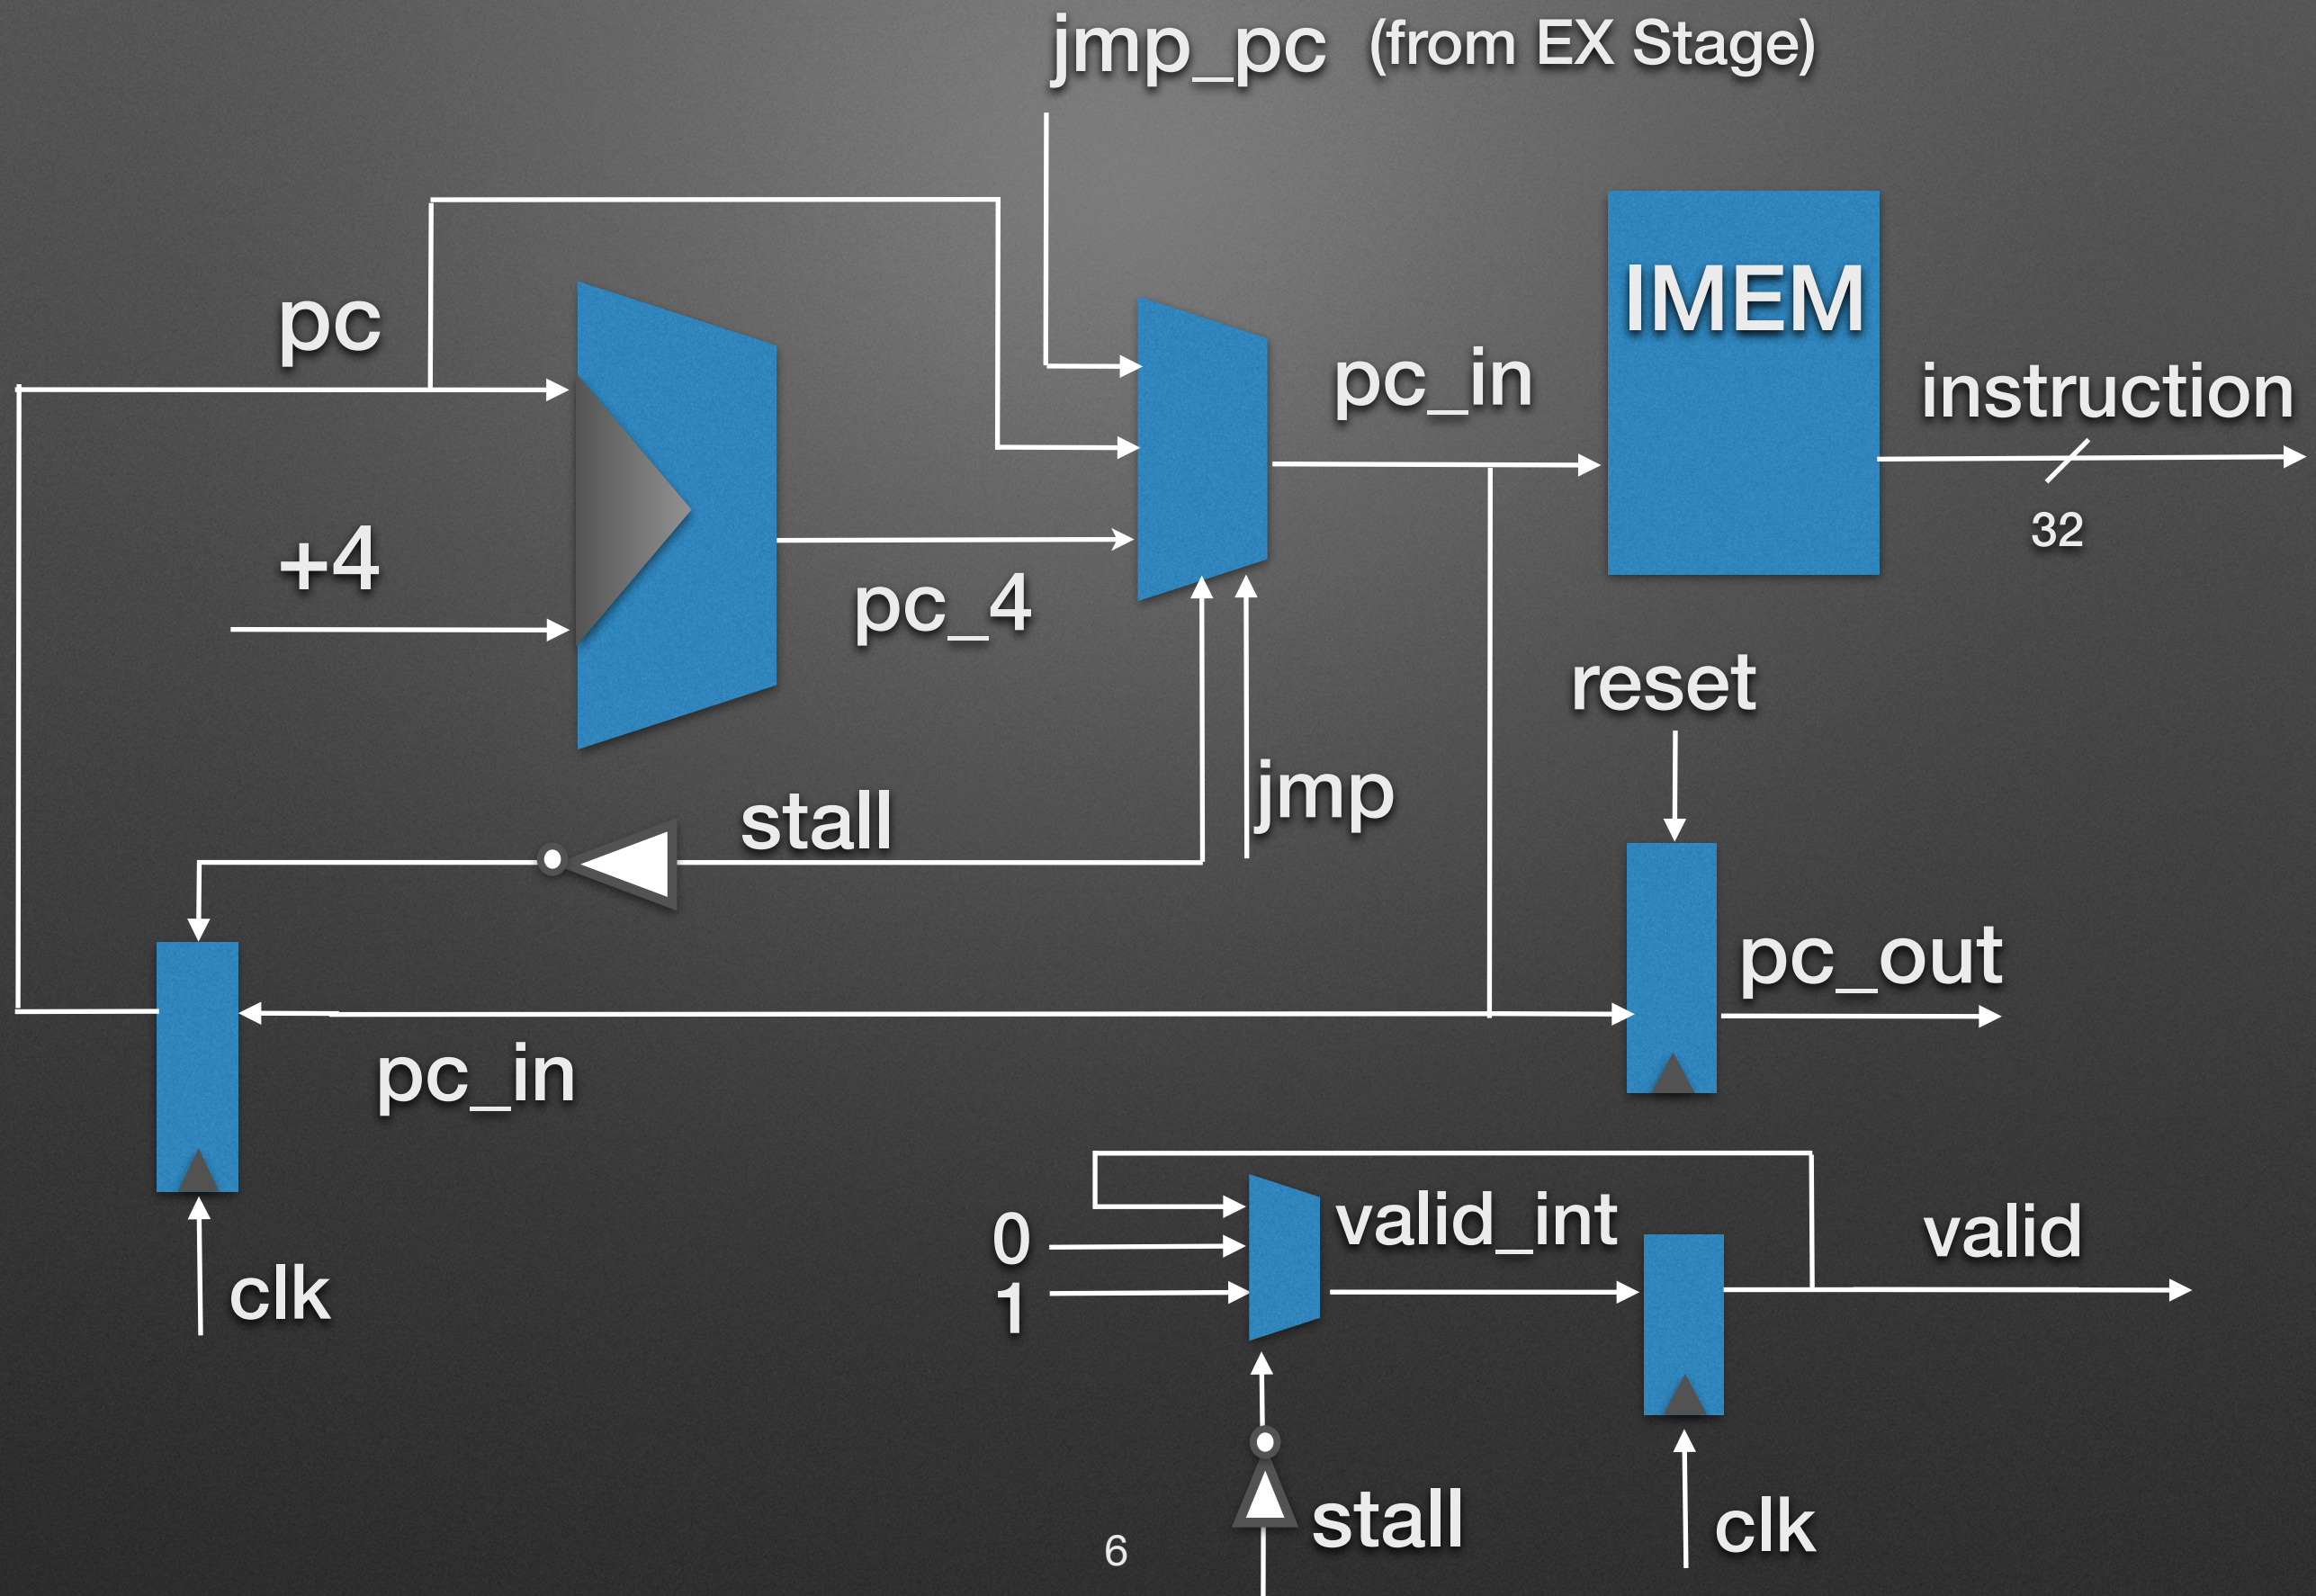 jmp_pc (from EX Stage)
pc
IMEM
pc_in
instruction
32
+4
pc_4
reset
stall
jmp
pc_out
pc_in
clk
0
1
valid_int
valid
stall
clk
6